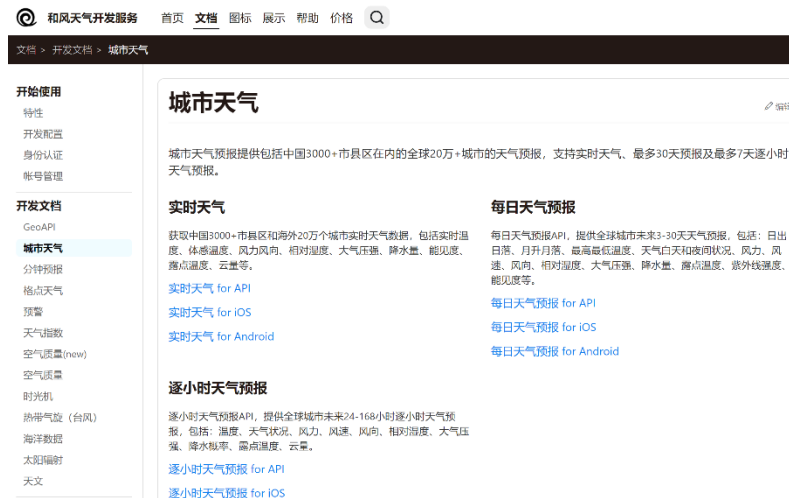 和风天气开发服务 首页 文档 图标 展示 帮助 价格
文档 > 开发文档 > 城市天气
开始使用
特性
开发配置
身份认证
帐号管理
开发文档
GeoAPI
城市天气
分钟预报
格点天气
预警
天气指数
空气质量(new)
空气质量
时光机
热带气旋（台风）
海洋数据
太阳辐射
天文
城市天气
编辑
城市天气预报提供包括中国3000+市县区在内的全球20万+城市的天气预报，支持实时天气、最多30天预报及最多7天逐小时
天气预报。
实时天气
获取中国3000+市县区和海外20万个城市实时天气数据，包括实时温
度、体感温度、风力风向、相对湿度、大气压强、降水量、能见度、
露点温度、云量等。
实时天气 for API
实时天气 for iOS
实时天气 for Android
每日天气预报
每日天气预报API，提供全球城市未来3-30天天气预报，包括：日出
日落、月升月落、最高最低温度、天气白天和夜间状况、风力、风
速、风向、相对湿度、大气压强、降水量、露点温度、紫外线强度、
能见度等。
每日天气预报 for API
每日天气预报 for iOS
每日天气预报 for Android
逐小时天气预报
逐小时天气预报API，提供全球城市未来24-168小时逐小时天气预
报，包括：温度、天气状况、风力、风速、风向、相对湿度、大气压
强、降水概率、露点温度、云量。
逐小时天气预报 for API
逐小时天气预报 for iOS